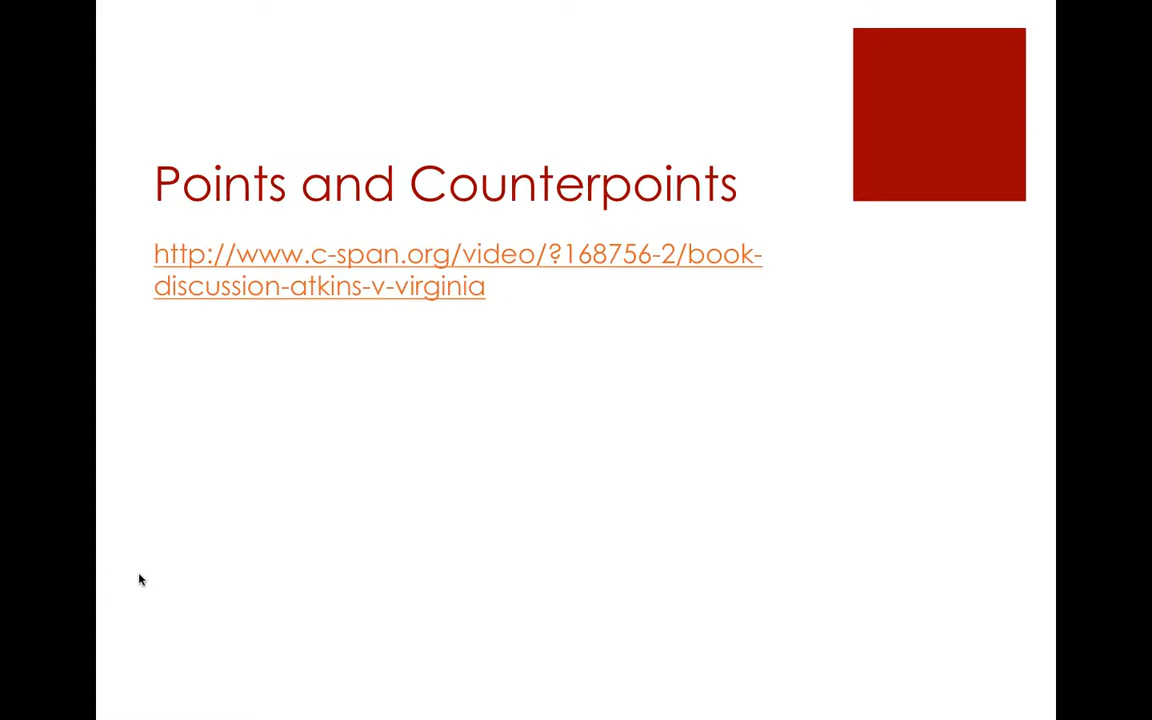 Points and Counterpoints
http://www.c-span.org/video/?168756-2/book-
discussion-atkins-v-virginia